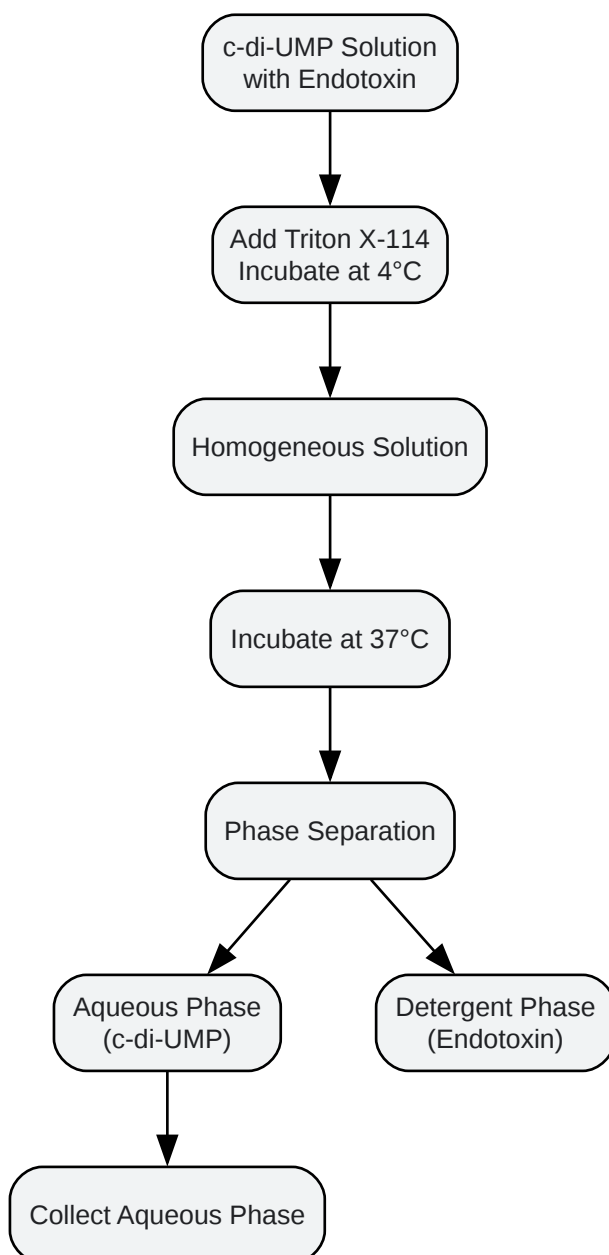 c-di-UMP Solution
with Endotoxin
Add Triton X-114
Incubate at 4°C
Homogeneous Solution
Incubate at 37°C
Phase Separation
Aqueous Phase
(c-di-UMP)
Detergent Phase
(Endotoxin)
Collect Aqueous Phase